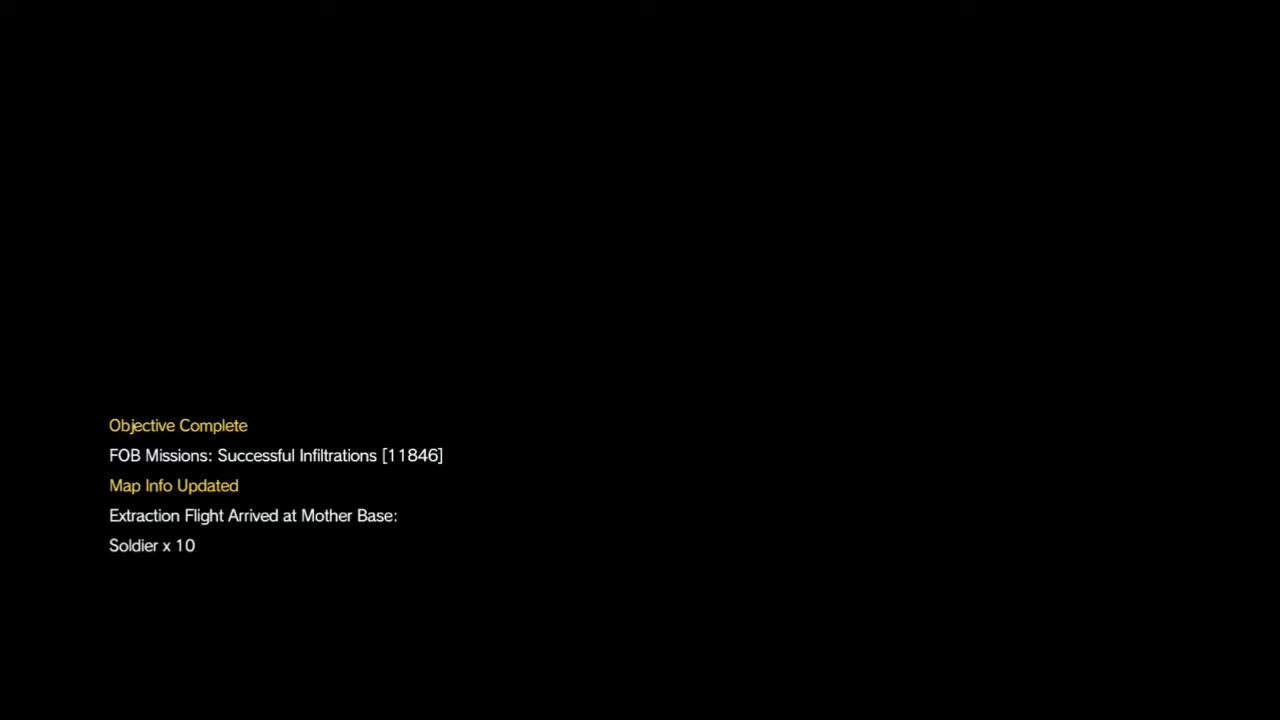 Objective Complete
FOB Missions: Successful Infiltrations [11846]
Map Info Updated
Extraction Flight Arrived at Mother Base:
Soldier x 10